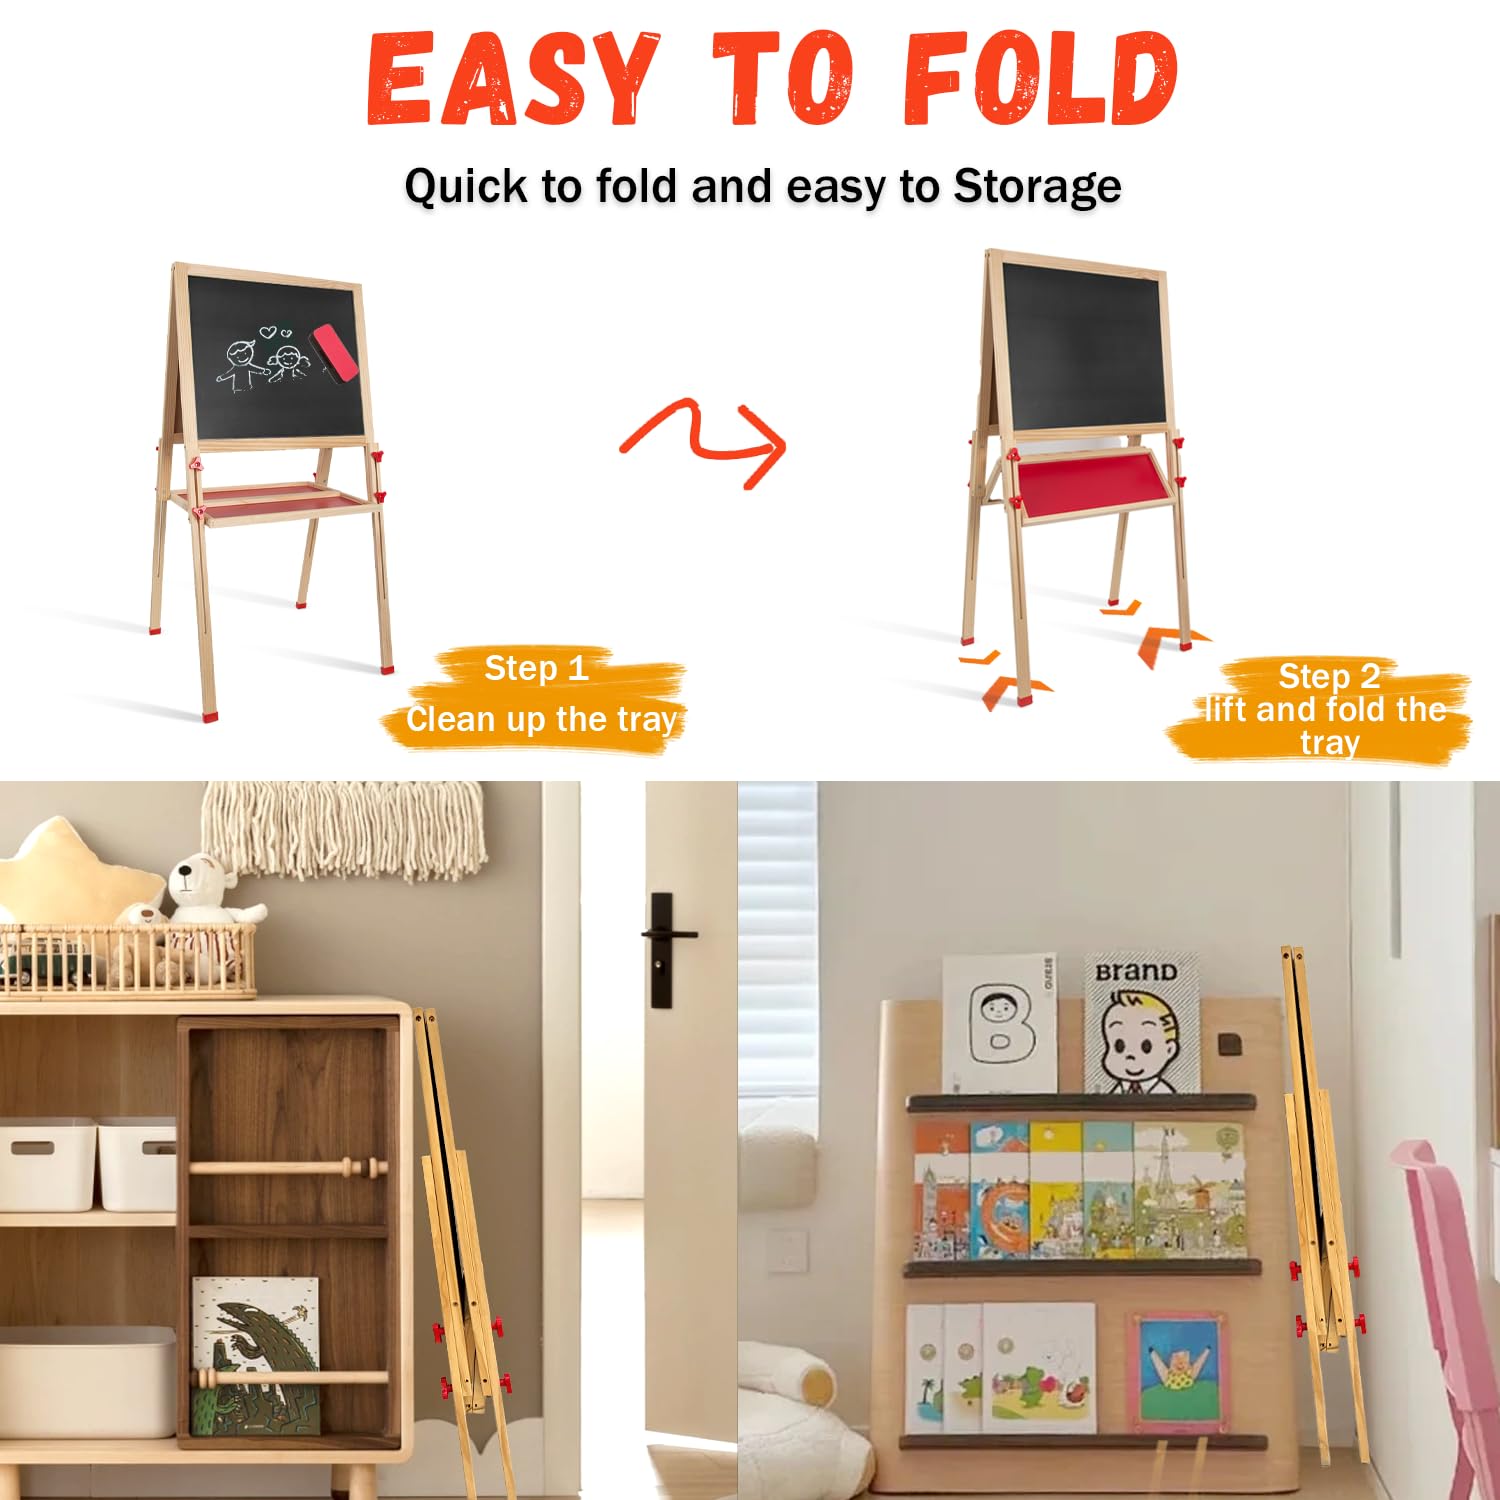 EASY TO FOLD
Quick to fold and easy to Storage
Step 1
Clean up the tray
Step 2
lift and fold the
tray
B
BRAND